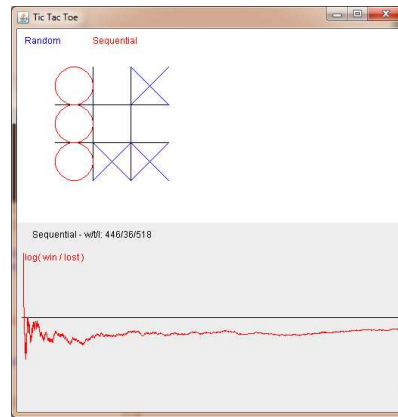 Tic Tac Toe
Random Sequential
Sequential - w/t/l: 446/36/518
log( win / lost )